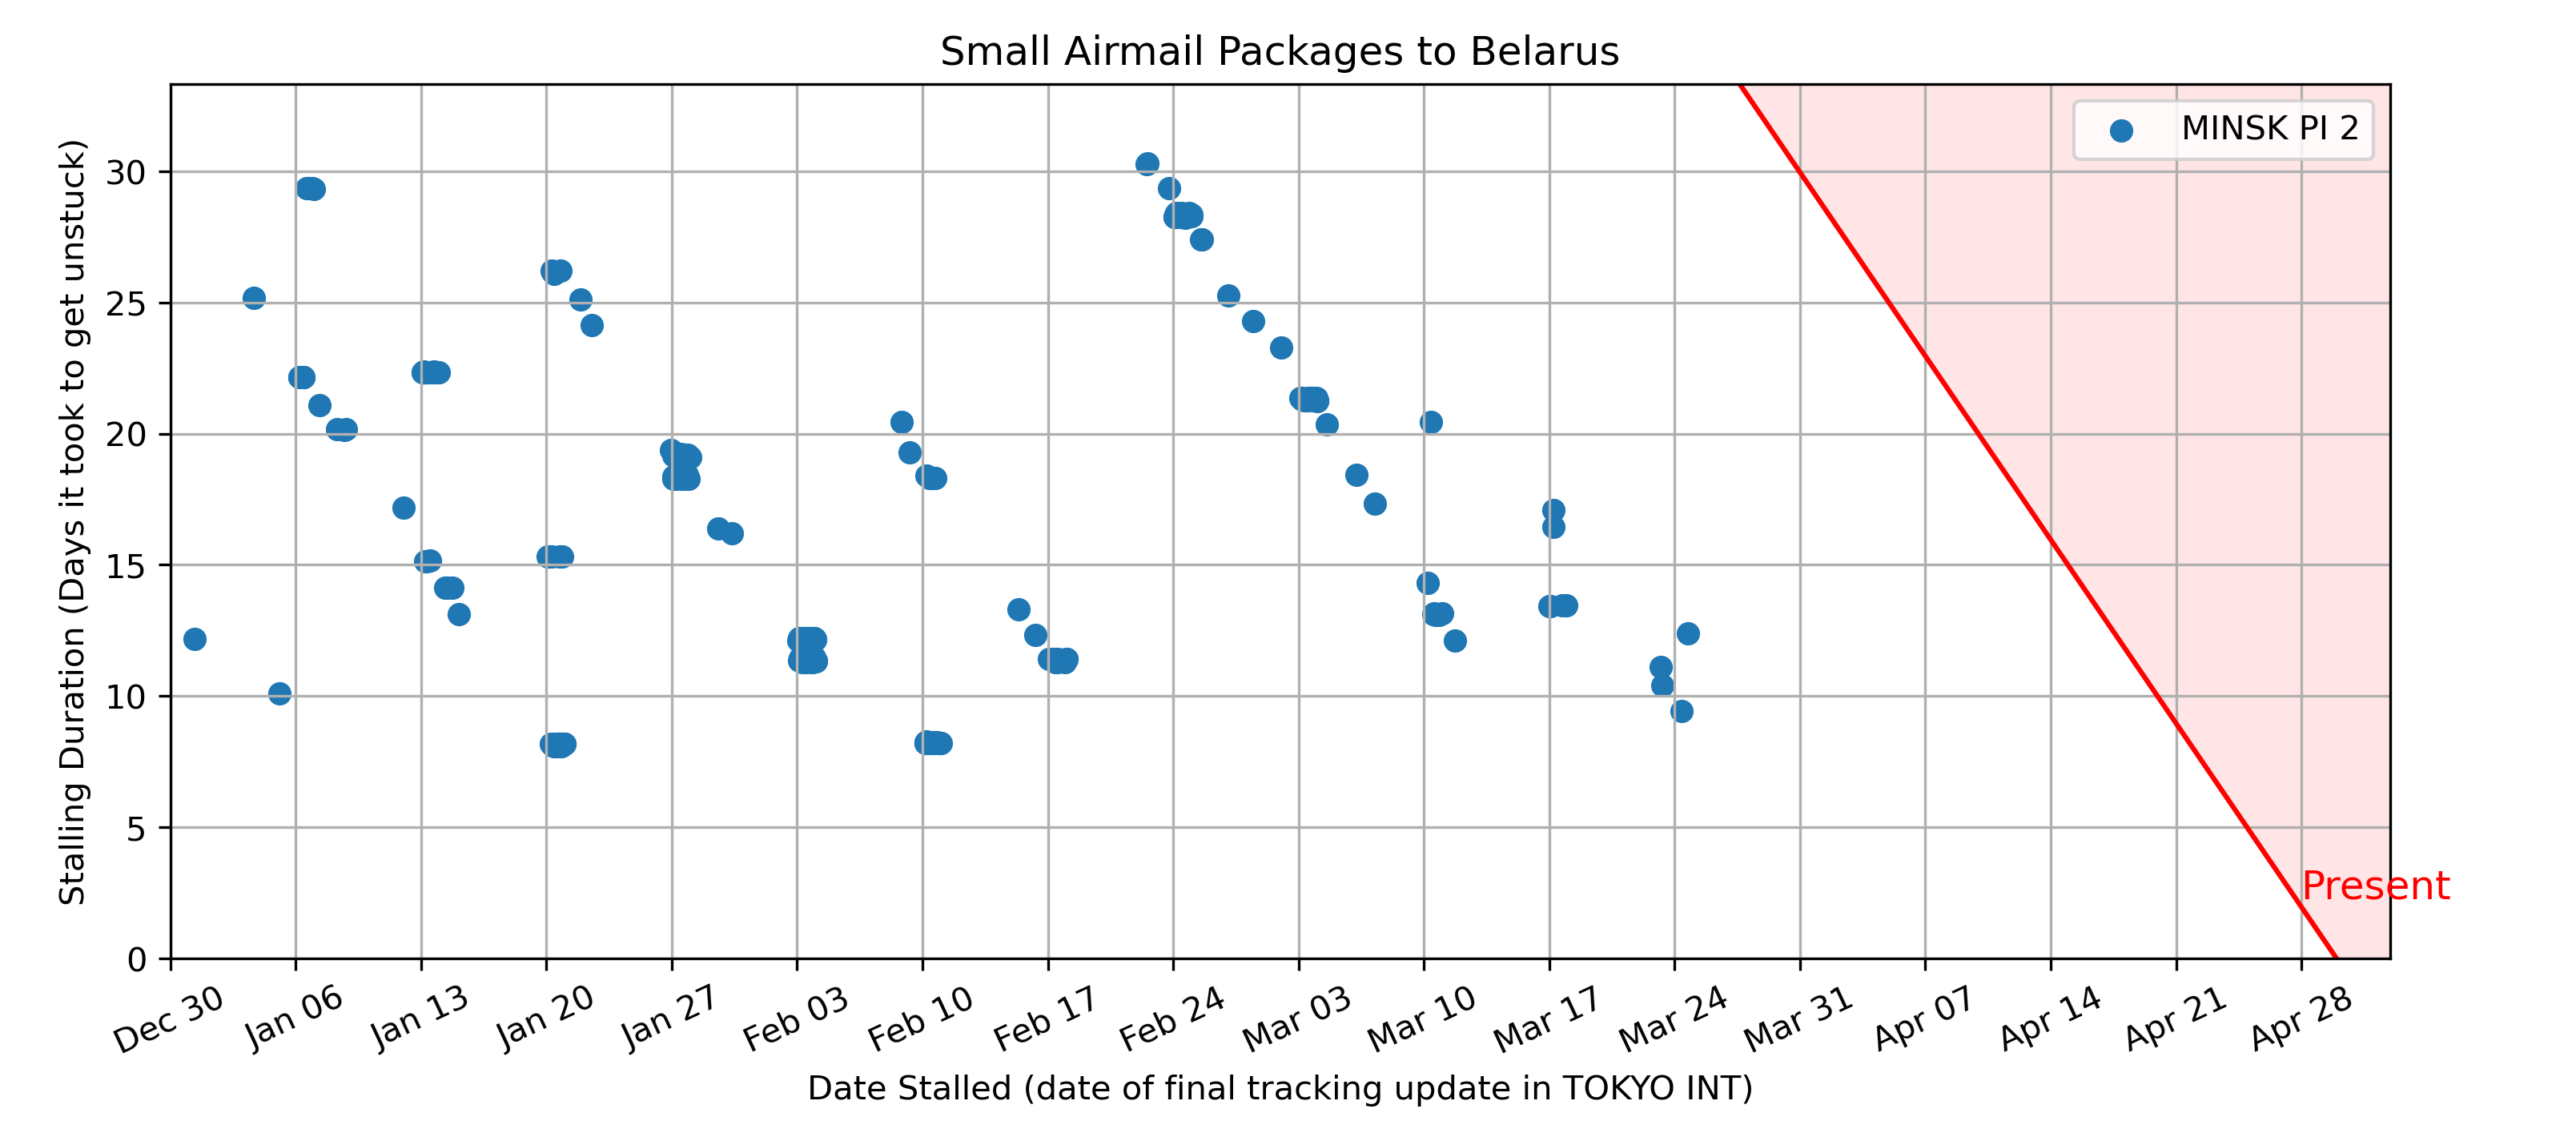 Small Airmail Packages to Belarus
MINSK PI 2
Stalling Duration (Days it took to get unstuck)
30
25
20
15
10
5
0
Present
Dec 30
Jan 06
Jan 13
Jan 20
Jan 27
Feb 03
Feb 10
Feb 17
Feb 24
Mar 03
Mar 10
Mar 17
Mar 24
Mar 31
Apr 07
Apr 14
Apr 21
Apr 28
Date Stalled (date of final tracking update in TOKYO INT)